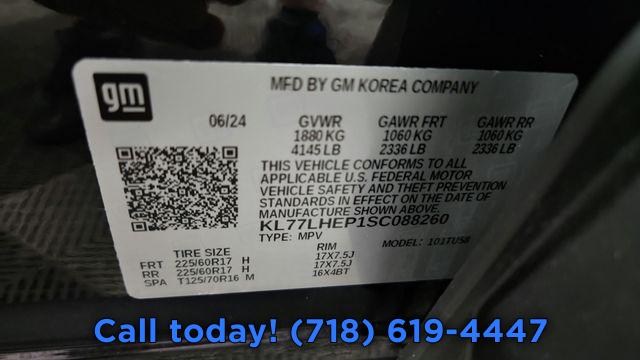 gm
MFD BY GM KOREA COMPANY
06/24 GVWR GAWR FRT GAWR RR
1880 KG 1060 KG 1060 KG
4145 LB 2336 LB 2336 LB
THIS VEHICLE CONFORMS TO ALL
APPLICABLE U.S. FEDERAL MOTOR
VEHICLE SAFETY AND THEFT PREVENTION
STANDARDS IN EFFECT ON THE DATE OF
MANUFACTURE SHOWN ABOVE.
KL77LHEP1SC088260
TYPE: MPV MODEL: 101TU58
TIRE SIZE RIM
FRT 225/60R17 H 17X7.5J
RR 225/60R17 H 17X7.5J
SPA T125/70R16 M 16X4BT
Call today! (718) 619-4447